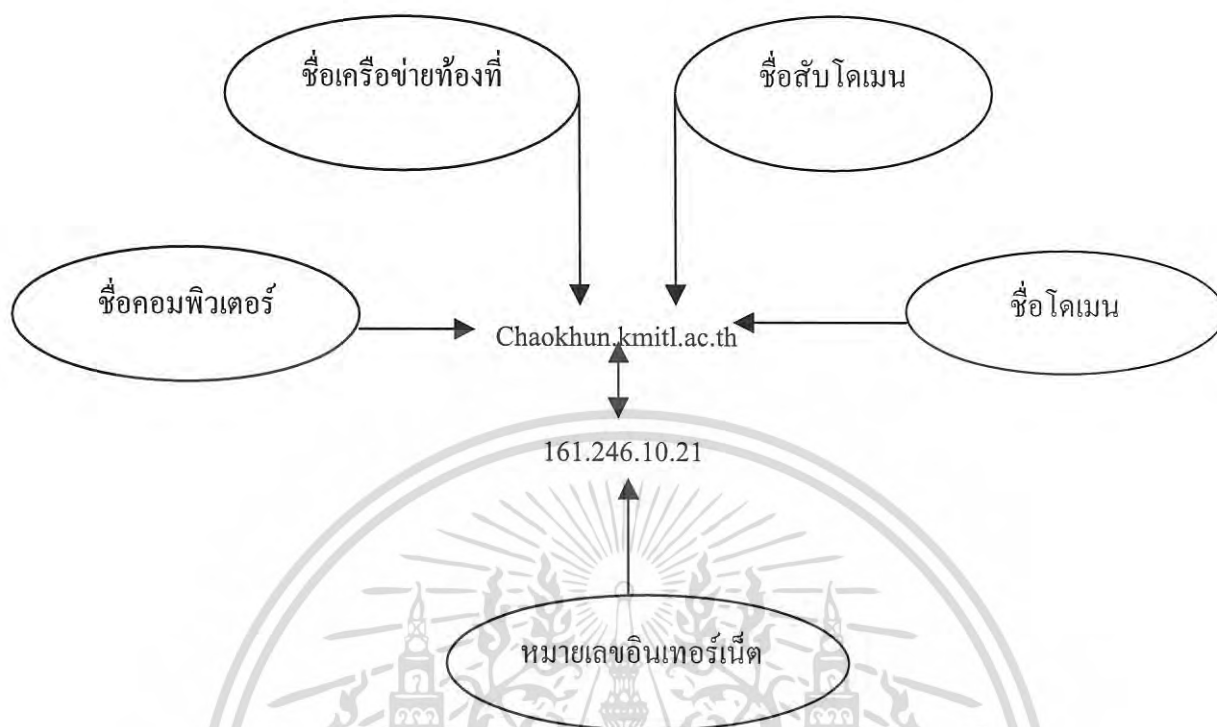 ชื่อเครือข่ายท้องที่
ชื่อสับโดเมน
ชื่อคอมพิวเตอร์
ชื่อโดเมน
Chaokhun.kmitl.ac.th
161.246.10.21
หมายเลขอินเทอร์เน็ต